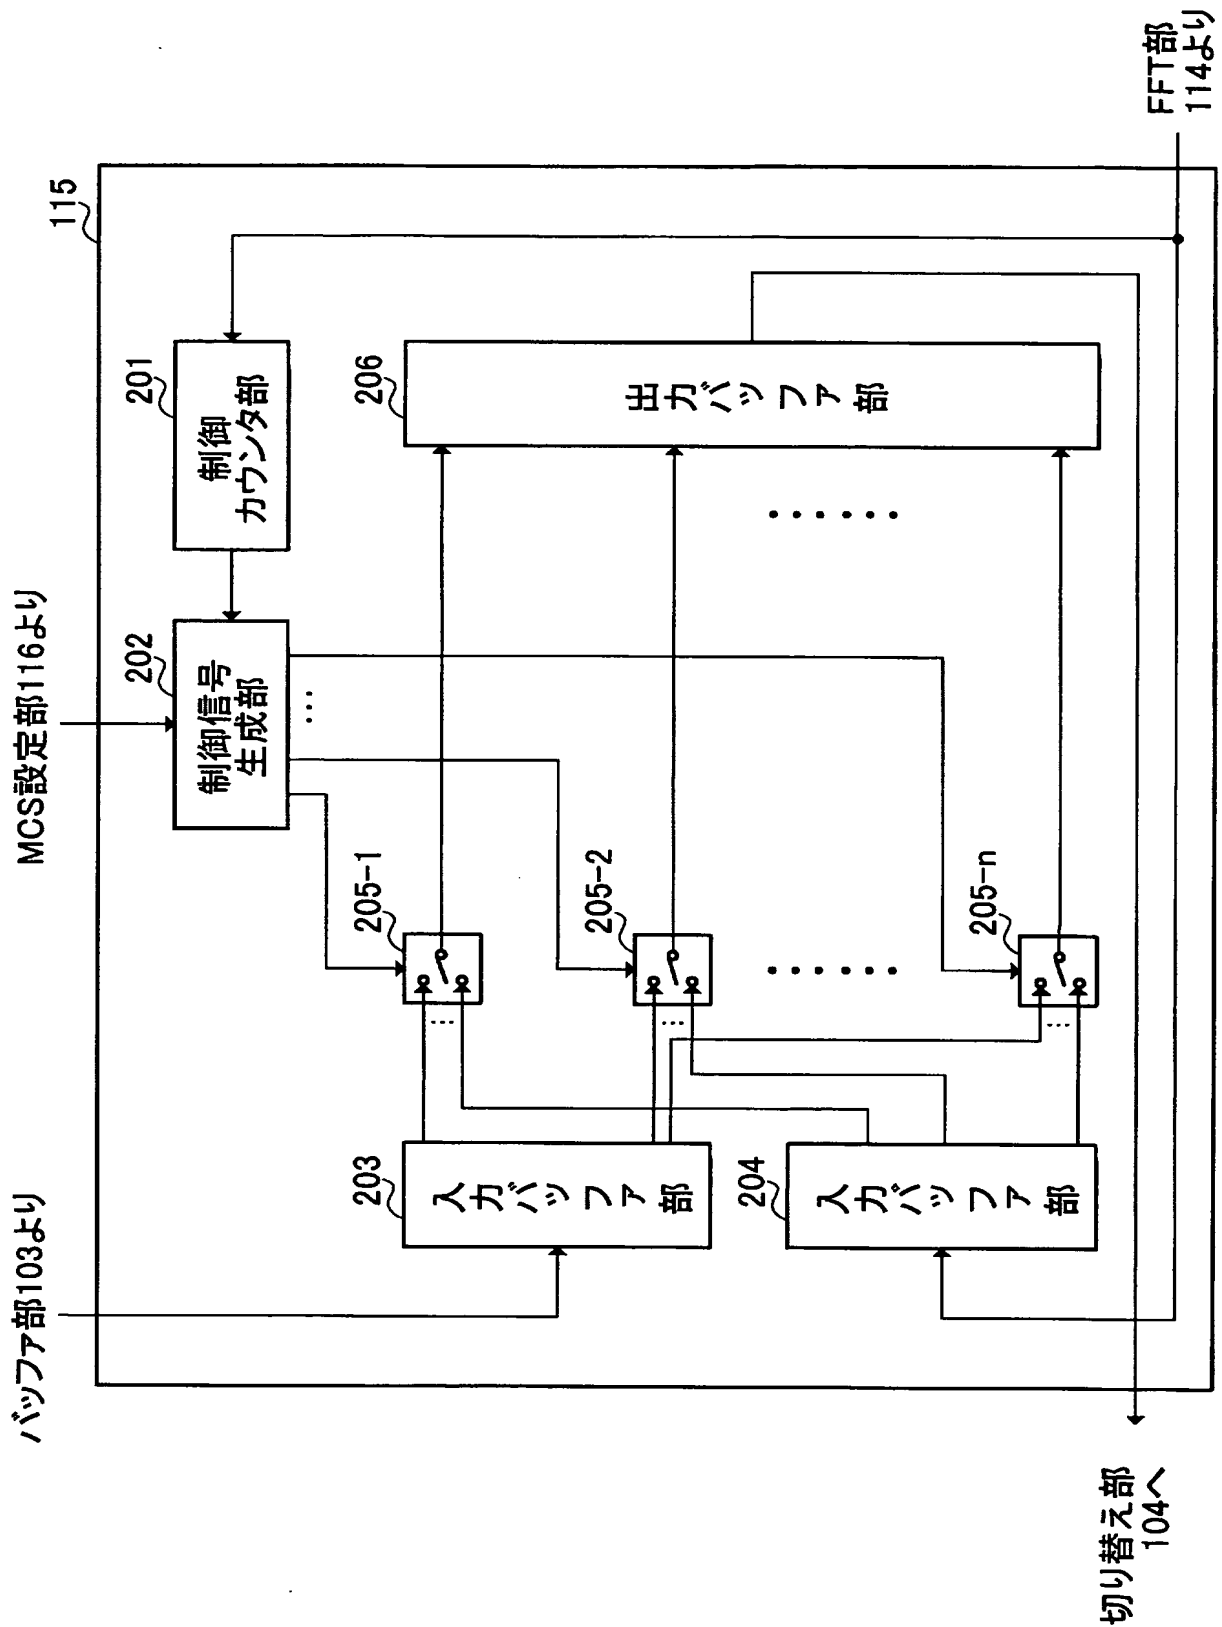 バッファ部103より
MCS設定部116より
115
202
制御信号
生成部
201
制御
カウンタ部
203
入力バッファ部
205-1
206
出力バッファ部
205-2
204
入力バッファ部
205-n
切り替え部
104へ
FFT部
114より